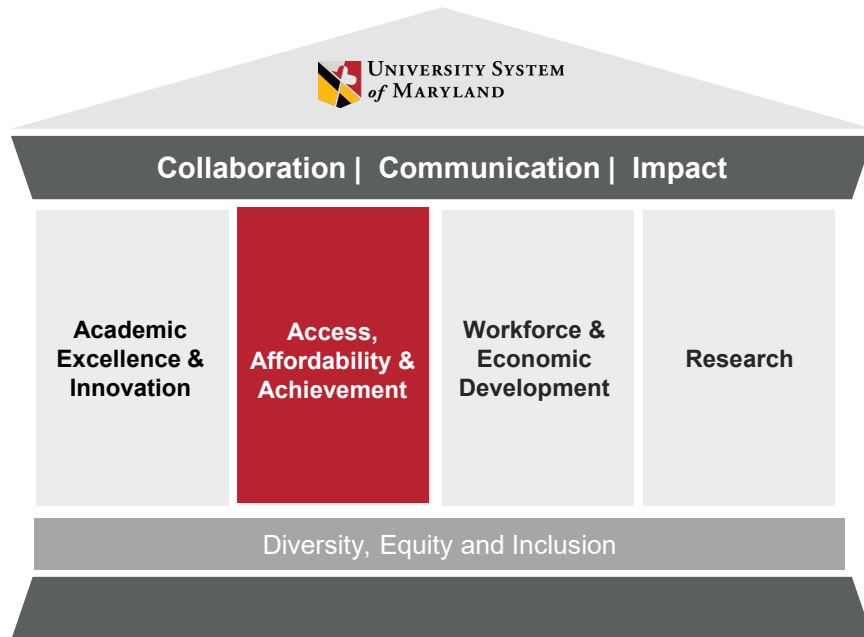 UNIVERSITY SYSTEM
of MARYLAND
Collaboration | Communication | Impact
Academic
Excellence &
Innovation
Access,
Affordability &
Achievement
Workforce &
Economic
Development
Research
Diversity, Equity and Inclusion